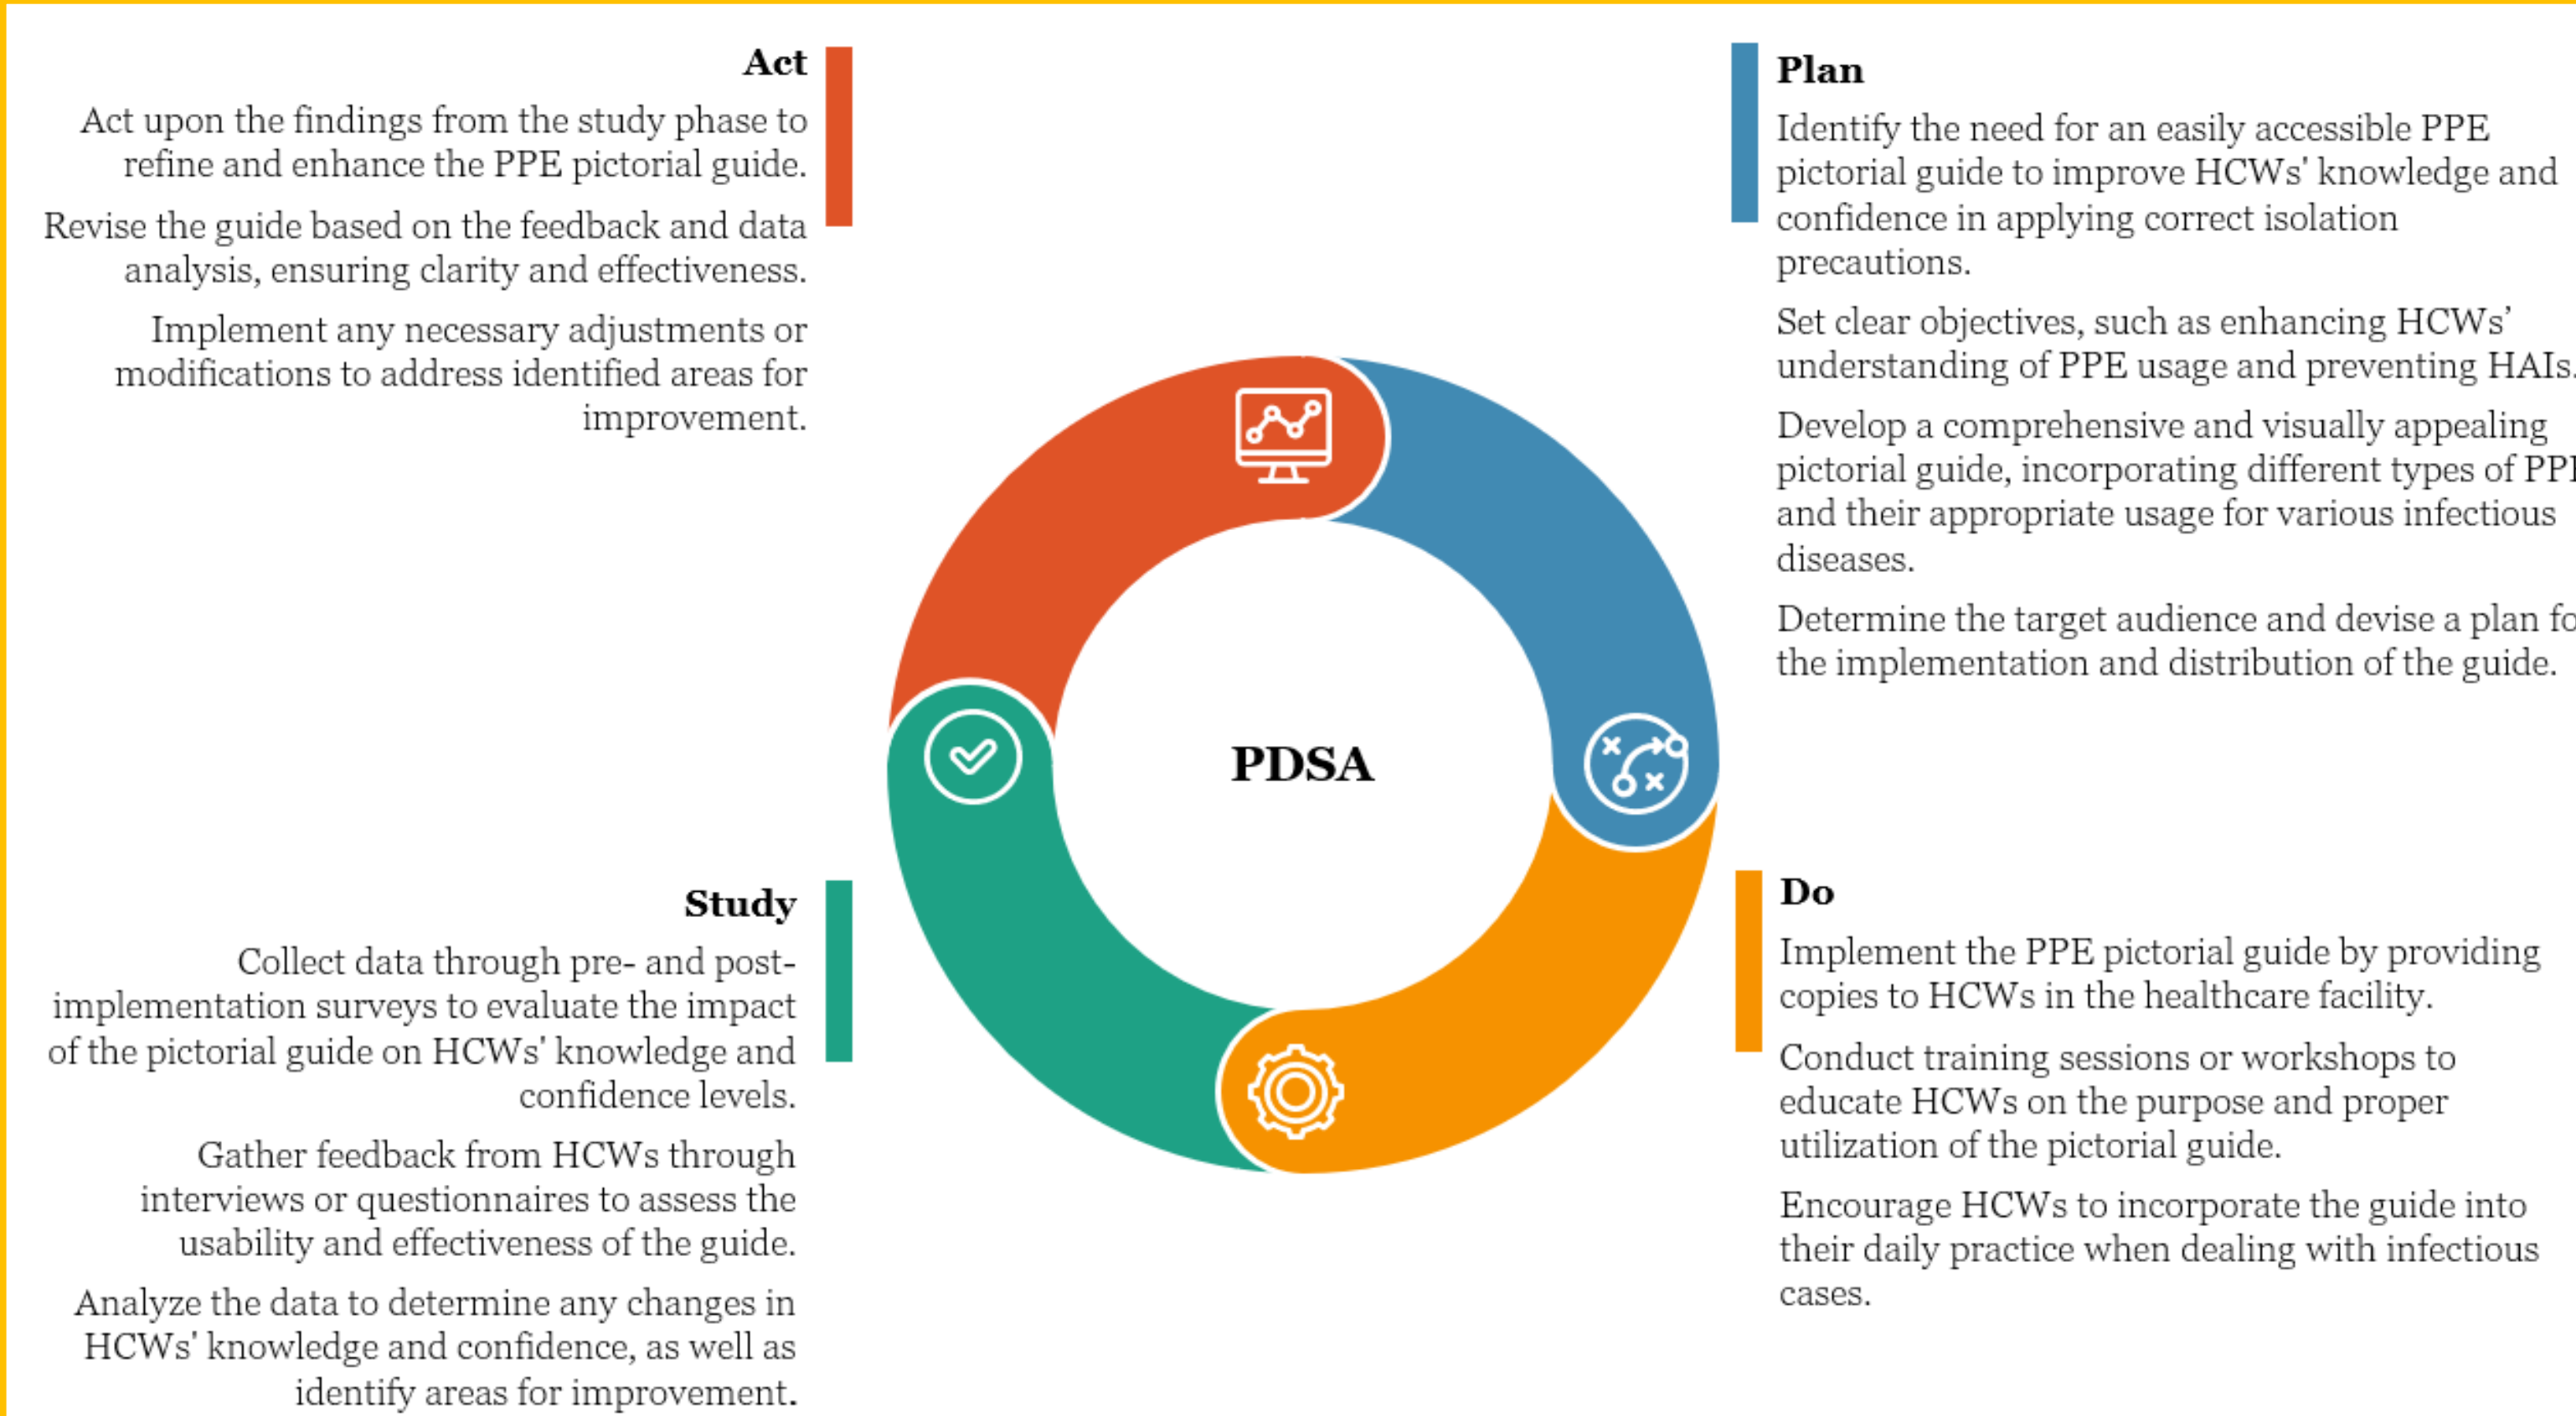 Act
Act upon the findings from the study phase to
refine and enhance the PPE pictorial guide.
Revise the guide based on the feedback and data
analysis, ensuring clarity and effectiveness.
Implement any necessary adjustments or
modifications to address identified areas for
improvement.
Plan
Identify the need for an easily accessible PPE
pictorial guide to improve HCWs' knowledge and
confidence in applying correct isolation
precautions.
Set clear objectives, such as enhancing HCWs’
understanding of PPE usage and preventing HAIs.
Develop a comprehensive and visually appealing
pictorial guide, incorporating different types of PPE
and their appropriate usage for various infectious
diseases.
Determine the target audience and devise a plan fo
the implementation and distribution of the guide.
PDSA
Study
Collect data through pre- and post-
implementation surveys to evaluate the impact
of the pictorial guide on HCWs' knowledge and
confidence levels.
Gather feedback from HCWs through
interviews or questionnaires to assess the
usability and effectiveness of the guide.
Analyze the data to determine any changes in
HCWs' knowledge and confidence, as well as
identify areas for improvement.
Do
Implement the PPE pictorial guide by providing
copies to HCWs in the healthcare facility.
Conduct training sessions or workshops to
educate HCWs on the purpose and proper
utilization of the pictorial guide.
Encourage HCWs to incorporate the guide into
their daily practice when dealing with infectious
cases.